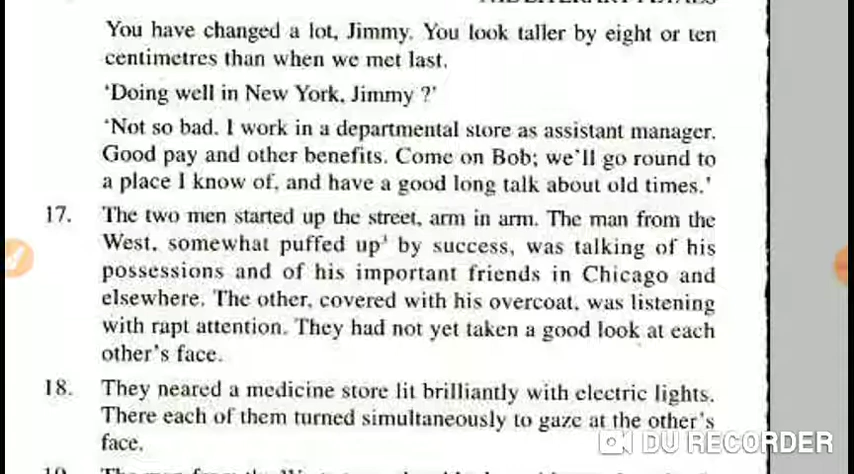 You have changed a lot, Jimmy. You look taller by eight or ten
centimetres than when we met last.
'Doing well in New York, Jimmy ?'
'Not so bad. I work in a departmental store as assistant manager.
Good pay and other benefits. Come on Bob; we'll go round to
a place I know of, and have a good long talk about old times.'
17. The two men started up the street, arm in arm. The man from the
West, somewhat puffed up³ by success, was talking of his
possessions and of his important friends in Chicago and
elsewhere. The other, covered with his overcoat, was listening
with rapt attention. They had not yet taken a good look at each
other's face.
18. They neared a medicine store lit brilliantly with electric lights.
There each of them turned simultaneously to gaze at the other's
face.
DU RECORDER